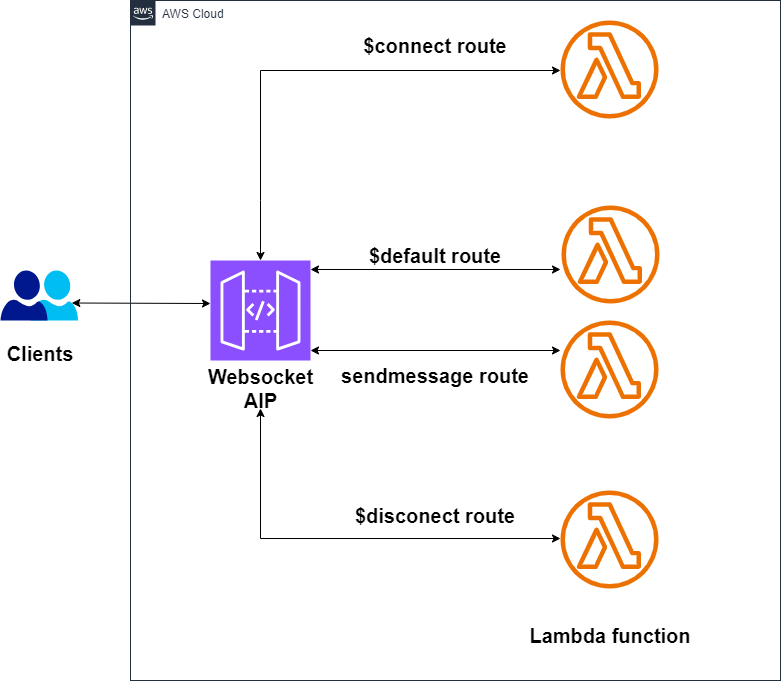 aws
AWS Cloud
$connect route
$default route
</>
Clients
Websocket
AIP
sendmessage route
$disconect route
Lambda function